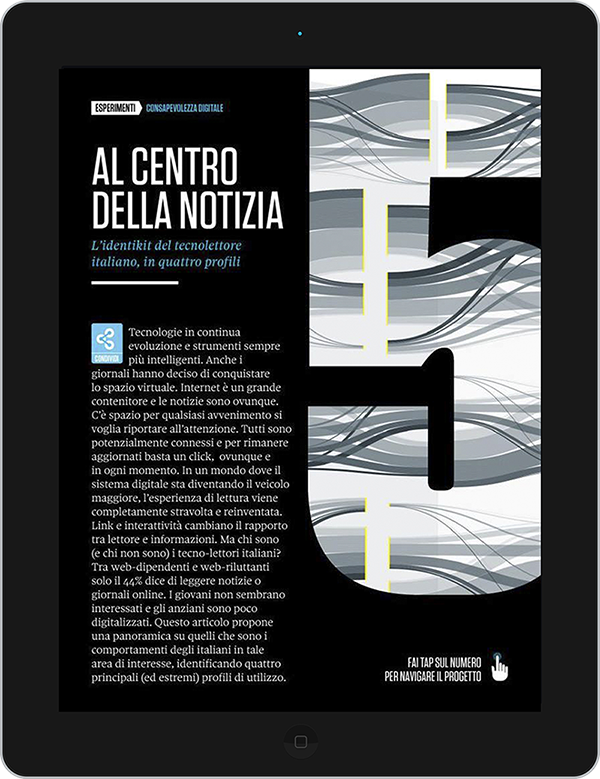 ESPERIMENTI CONSAPEVOLEZZA DIGITALE
AL CENTRO
DELLA NOTIZIA
L'identikit del tecnolettore
italiano, in quattro profili
CONDIVIDI
Tecnologie in continua
evoluzione e strumenti sempre
più intelligenti. Anche i
giornali hanno deciso di conquistare
lo spazio virtuale. Internet è un grande
contenitore e le notizie sono ovunque.
C'è spazio per qualsiasi avvenimento si
voglia riportare all'attenzione. Tutti sono
potenzialmente connessi e per rimanere
aggiornati basta un click, ovunque e
in ogni momento. In un mondo dove il
sistema digitale sta diventando il veicolo
maggiore, l'esperienza di lettura viene
completamente stravolta e reinventata.
Link e interattività cambiano il rapporto
tra lettore e informazioni. Ma chi sono
(e chi non sono) i tecno-lettori italiani?
Tra web-dipendenti e web-riluttanti
solo il 44% dice di leggere notizie o
giornali online. I giovani non sembrano
interessati e gli anziani sono poco
digitalizzati. Questo articolo propone
una panoramica su quelli che sono i
comportamenti degli italiani in tale
area di interesse, identificando quattro
principali (ed estremi) profili di utilizzo.
5
FAI TAP SUL NUMERO
PER NAVIGARE IL PROGETTO